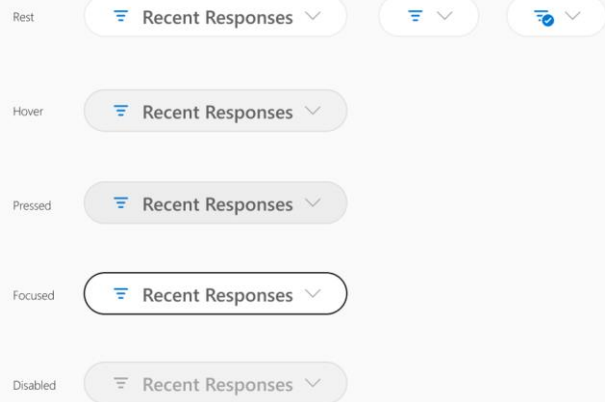 Rest
Recent Responses
Hover
Recent Responses
Pressed
Recent Responses
Focused
Recent Responses
Disabled
Recent Responses